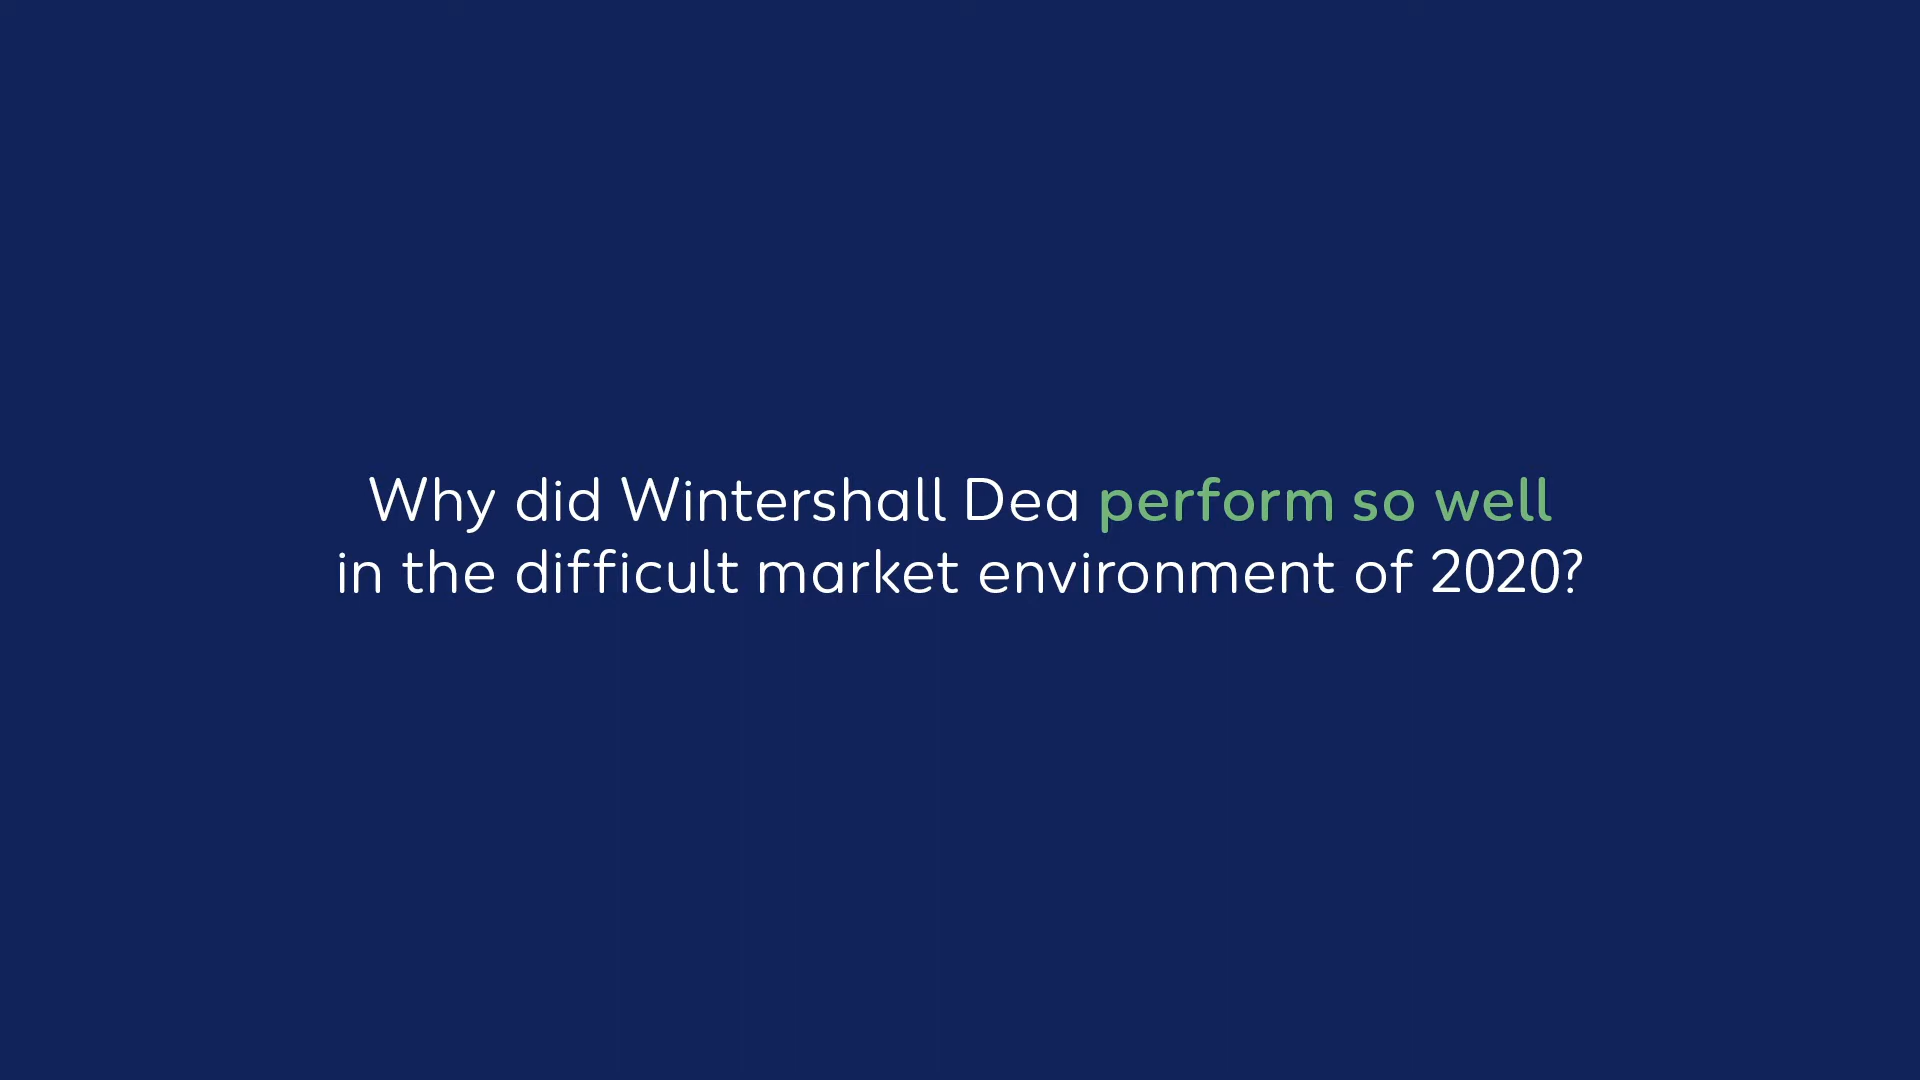 Why did Wintershall Dea perform so well
in the difficult market environment of 2020?